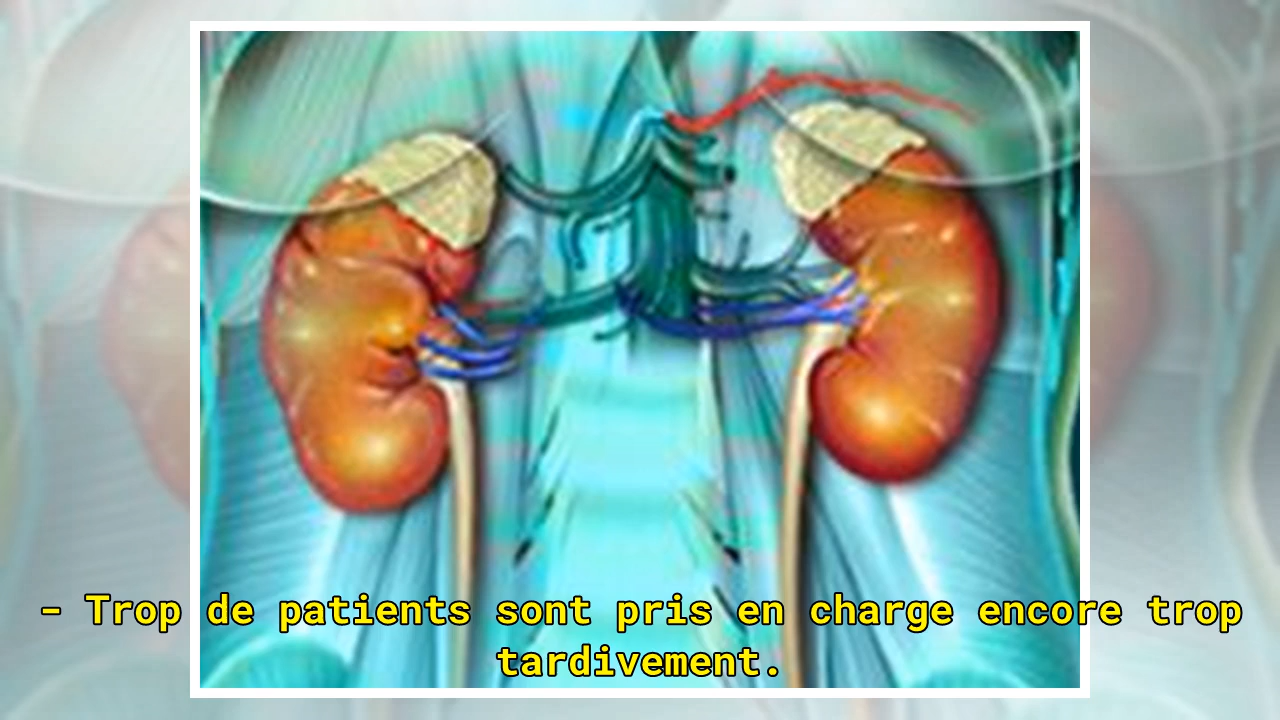 - Trop de patients sont pris en charge encore trop
tardivement.